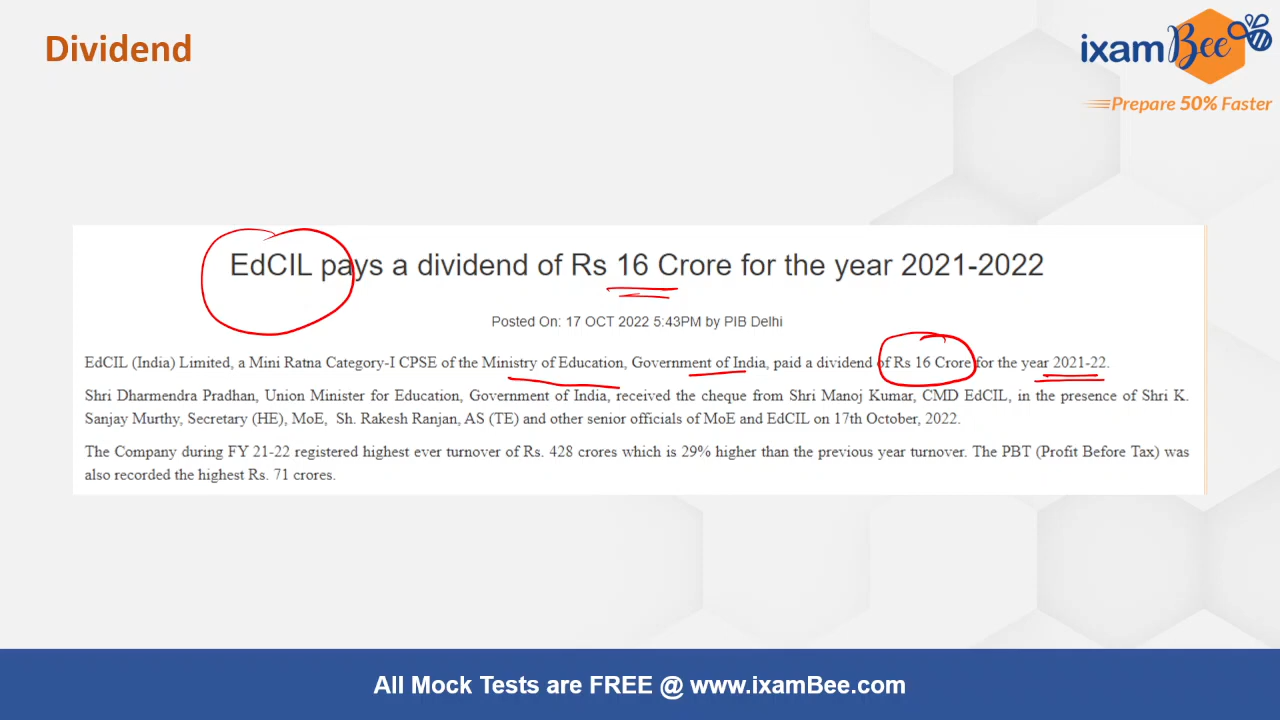 Dividend
ixamBee
Prepare 50% Faster
EdCIL pays a dividend of Rs 16 Crore for the year 2021-2022
Posted On: 17 OCT 2022 5:43PM by PIB Delhi
EdCIL (India) Limited, a Mini Ratna Category-I CPSE of the Ministry of Education, Government of India, paid a dividend of Rs 16 Crore for the year 2021-22.
Shri Dharmendra Pradhan, Union Minister for Education, Government of India, received the cheque from Shri Manoj Kumar, CMD EdCIL, in the presence of Shri K.
Sanjay Murthy, Secretary (HE), MoE, Sh. Rakesh Ranjan, AS (TE) and other senior officials of MoE and EdCIL on 17th October, 2022.
The Company during FY 21-22 registered highest ever turnover of Rs. 428 crores which is 29% higher than the previous year turnover. The PBT (Profit Before Tax) was
also recorded the highest Rs. 71 crores.
All Mock Tests are FREE @ www.ixamBee.com